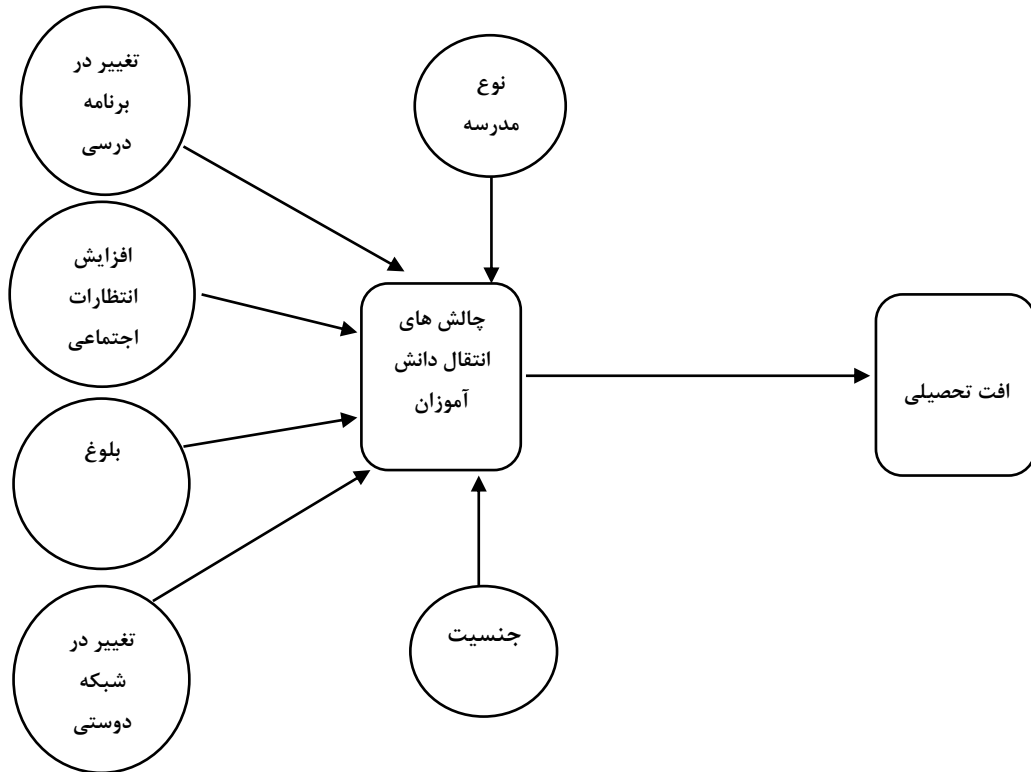 تغییر در
برنامه
درسی
نوع
مدرسه
افزایش
انتظارات
اجتماعی
چالش های
انتقال دانش
آموزان
افت تحصیلی
بلوغ
جنسیت
تغییر در
شبکه
دوستی